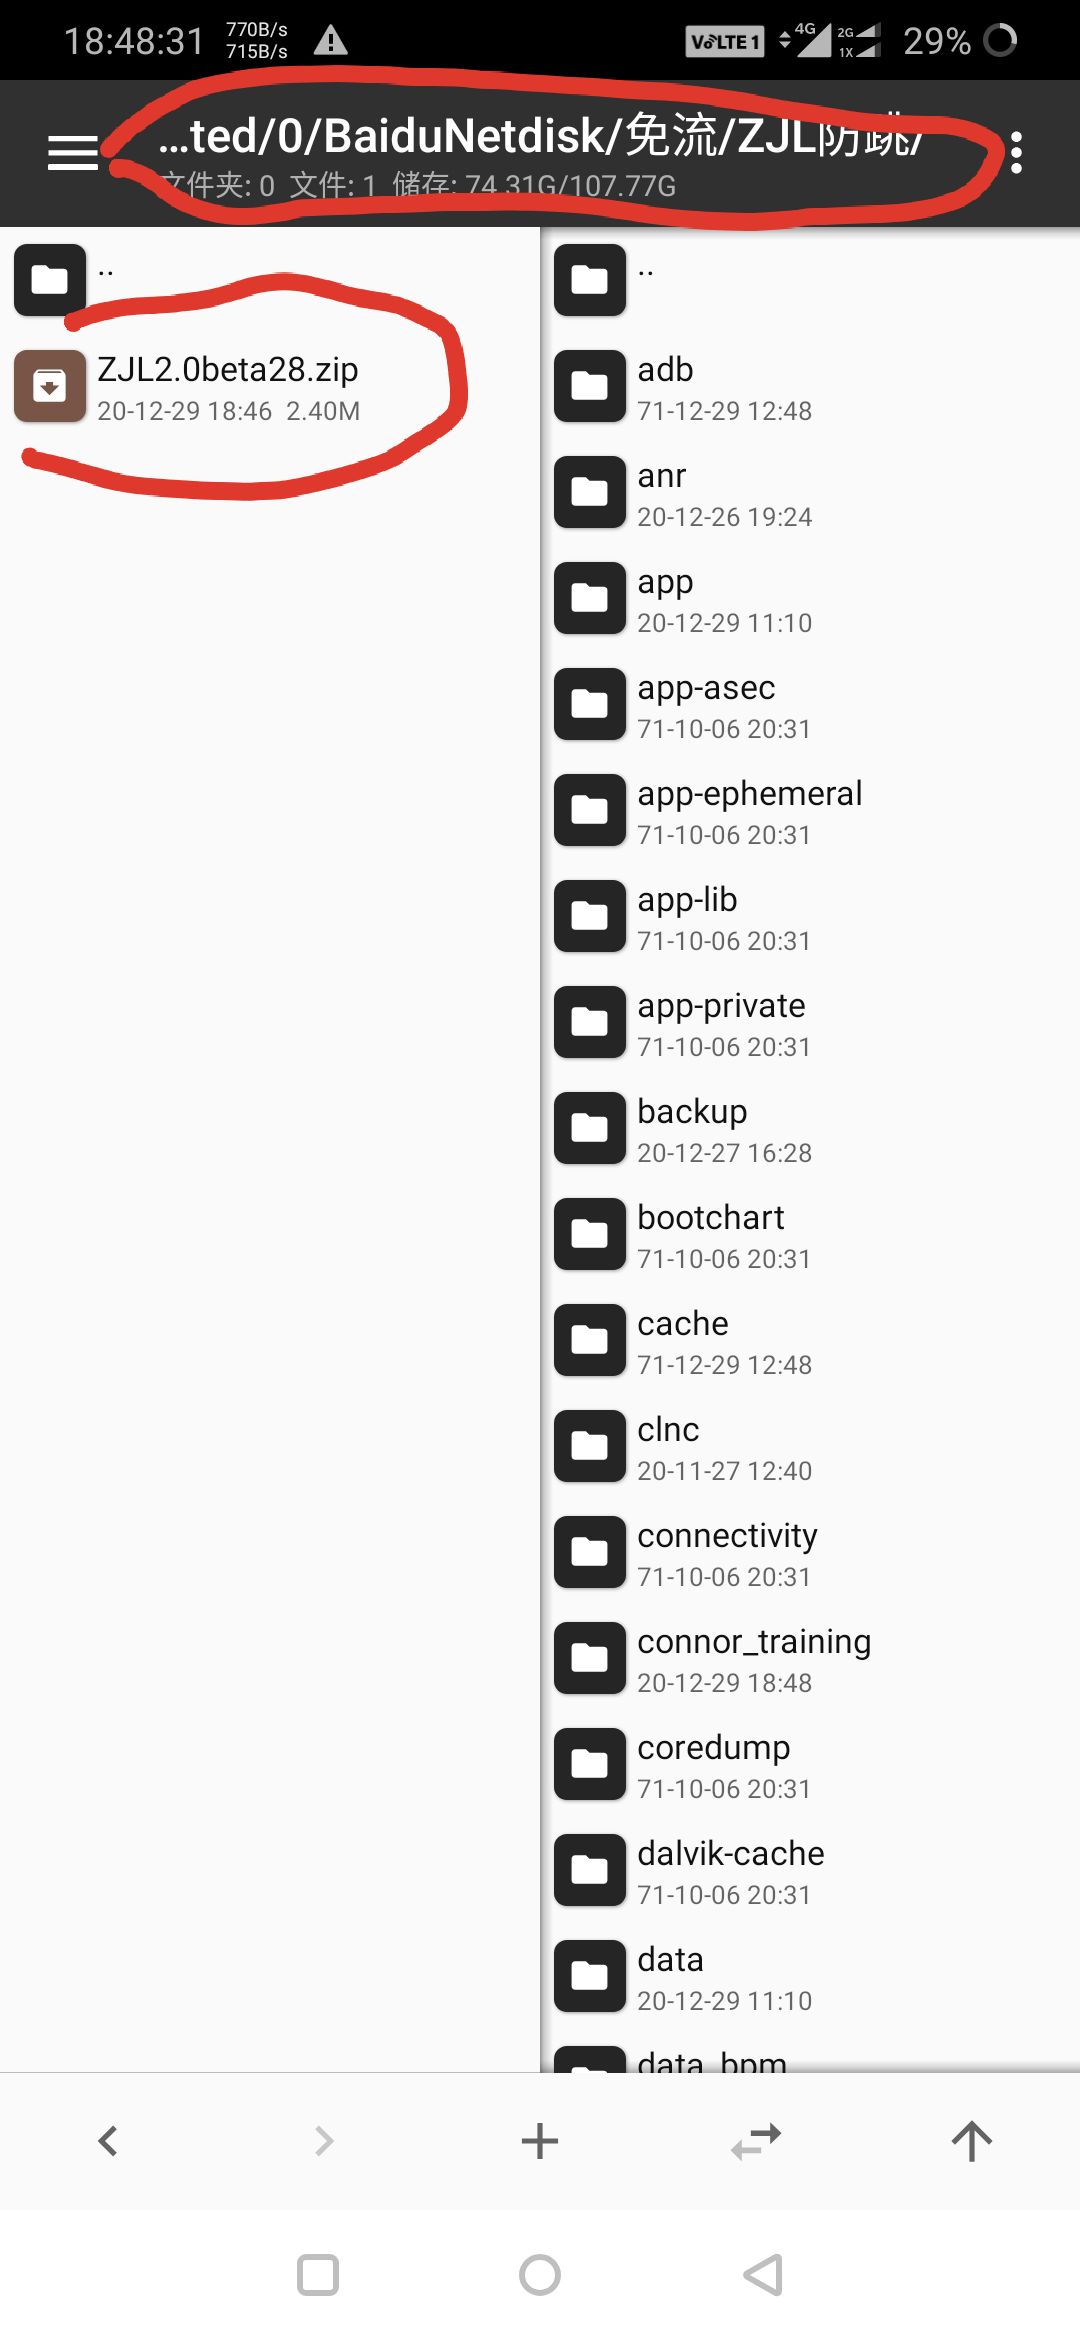 18:48:31
770B/s
715B/s
VoLTE 1
4G
2G
1X
29%
...ted/0/BaiduNetdisk/免流/ZJL防跳/
文件夹: 0 文件: 1 储存: 74.31G/107.77G
..
ZJL2.0beta28.zip
20-12-29 18:46 2.40M
..
adb
71-12-29 12:48
anr
20-12-26 19:24
app
20-12-29 11:10
app-asec
71-10-06 20:31
app-ephemeral
71-10-06 20:31
app-lib
71-10-06 20:31
app-private
71-10-06 20:31
backup
20-12-27 16:28
bootchart
71-10-06 20:31
cache
71-12-29 12:48
clnc
20-11-27 12:40
connectivity
71-10-06 20:31
connor_training
20-12-29 18:48
coredump
71-10-06 20:31
dalvik-cache
71-10-06 20:31
data
20-12-29 11:10
data_bpm